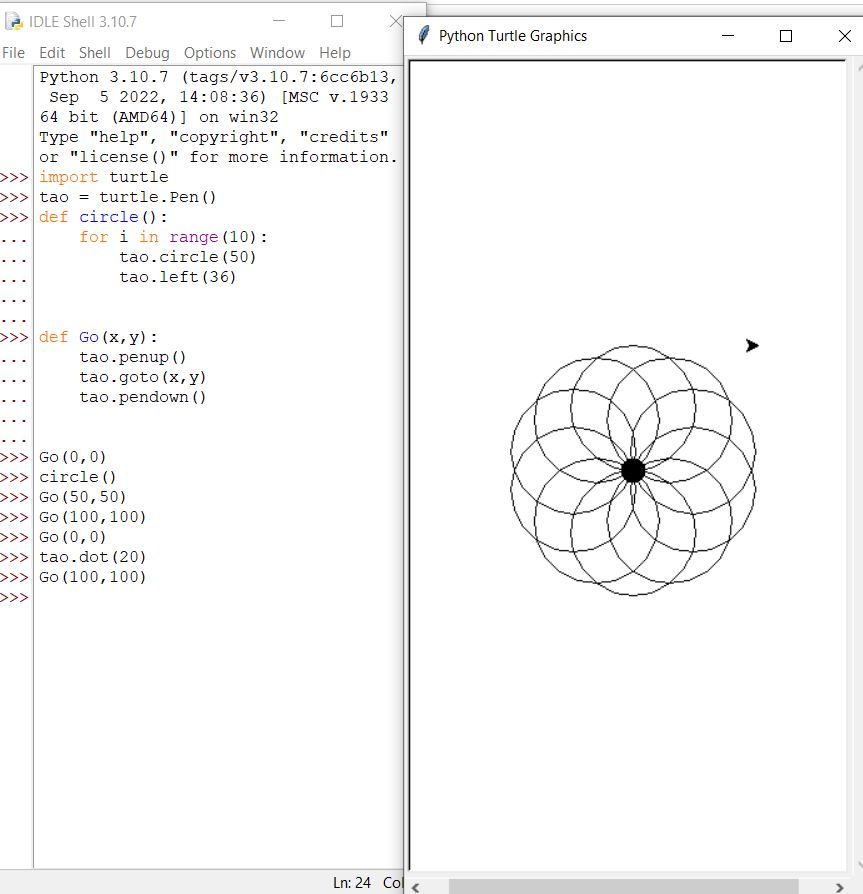 IDLE Shell 3.10.7
File Edit Shell Debug Options Window Help
Python 3.10.7 (tags/v3.10.7:6cc6b13,
 Sep  5 2022, 14:08:36) [MSC v.1933
64 bit (AMD64)] on win32
Type "help", "copyright", "credits"
or "license()" for more information.
>>> import turtle
>>> tao = turtle.Pen()
>>> def circle():
...     for i in range(10):
...         tao.circle(50)
...         tao.left(36)
...
...
>>> def Go(x,y):
...     tao.penup()
...     tao.goto(x,y)
...     tao.pendown()
...
...
>>> Go(0,0)
>>> circle()
>>> Go(50,50)
>>> Go(100,100)
>>> Go(0,0)
>>> tao.dot(20)
>>> Go(100,100)
>>>
Ln: 24 Col
Python Turtle Graphics